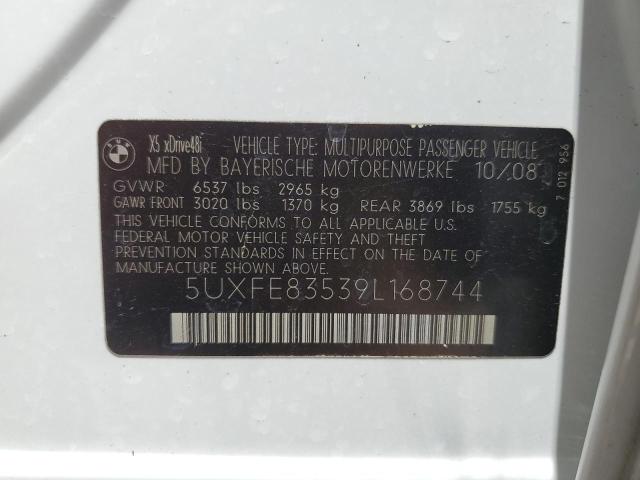 BMW
X5 xDrive48i VEHICLE TYPE: MULTIPURPOSE PASSENGER VEHICLE
MFD BY BAYERISCHE MOTORENWERKE 10/08
GVWR 6537 lbs 2965 kg
GAWR FRONT 3020 lbs 1370 kg REAR 3869 lbs 1755 kg
THIS VEHICLE CONFORMS TO ALL APPLICABLE U.S.
FEDERAL MOTOR VEHICLE SAFETY AND THEFT
PREVENTION STANDARDS IN EFFECT ON THE DATE OF
MANUFACTURE SHOWN ABOVE.
5UXFE83539L168744
7 012 956